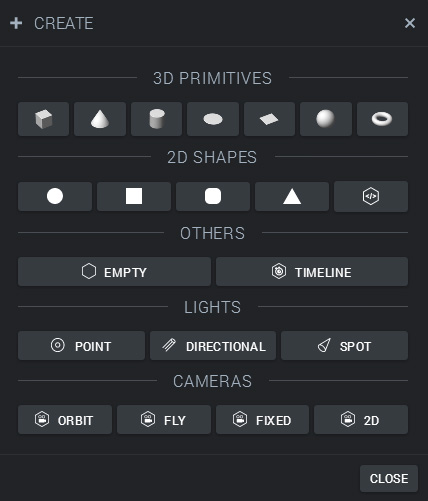 CREATE
3D PRIMITIVES
2D SHAPES
</>
OTHERS
EMPTY TIMELINE
LIGHTS
POINT DIRECTIONAL SPOT
CAMERAS
ORBIT FLY FIXED 2D
CLOSE